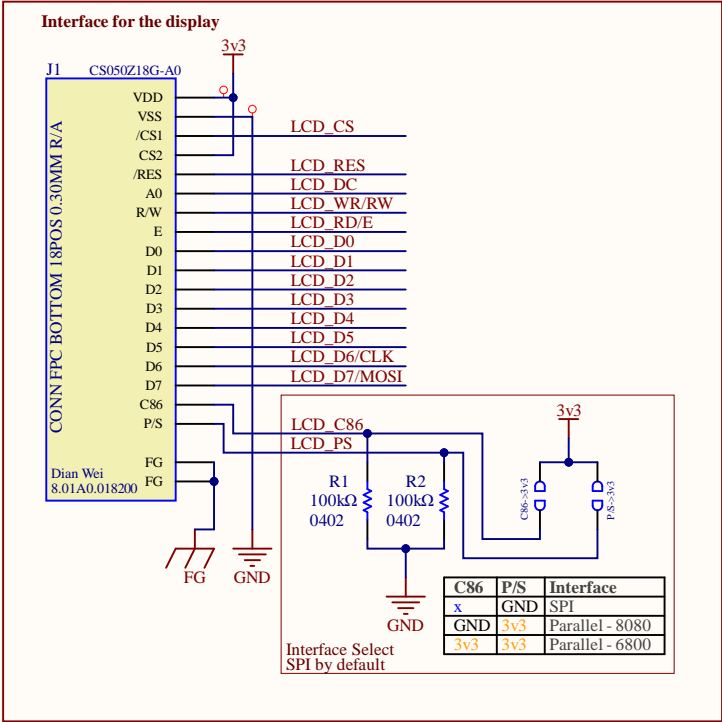 Interface for the display
3v3
J1 CS050Z18G-A0
CONN FPC BOTTOM 18POS 0.30MM R/A
VDD
VSS
/CS1 LCD_CS
CS2
/RES LCD_RES
A0 LCD_DC
R/W LCD_WR/RW
E LCD_RD/E
D0 LCD_D0
D1 LCD_D1
D2 LCD_D2
D3 LCD_D3
D4 LCD_D4
D5 LCD_D5
D6 LCD_D6/CLK
D7 LCD_D7/MOSI
C86 LCD_C86
P/S LCD_PS
FG
FG
Dian Wei
8.01A0.018200
FG
GND
3v3
R1
100kΩ
0402
R2
100kΩ
0402
C86->3v3
P/S->3v3
GND
C86 P/S Interface
x GND SPI
GND 3v3 Parallel - 8080
3v3 3v3 Parallel - 6800
Interface Select
SPI by default